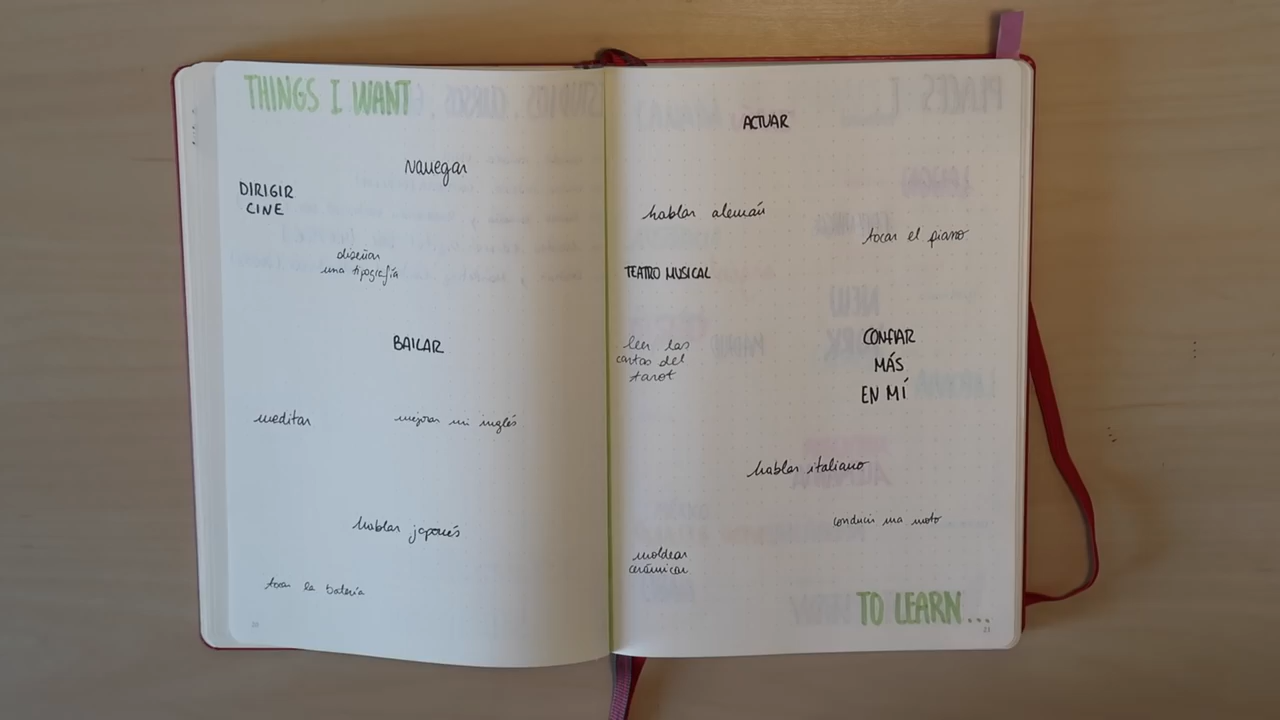 THINGS I WANT
Navegar
DIRIGIR
CINE
diseñar
una tipografía
BAILAR
meditar
mejorar mi inglés
hablar japonés
tocar la batería
ACTUAR
hablar alemán
tocar el piano
TEATRO MUSICAL
leer las
cartas del
tarot
CONFIAR
MÁS
EN MÍ
hablar italiano
conducir una moto
moldear
cerámica
TO LEARN...
21